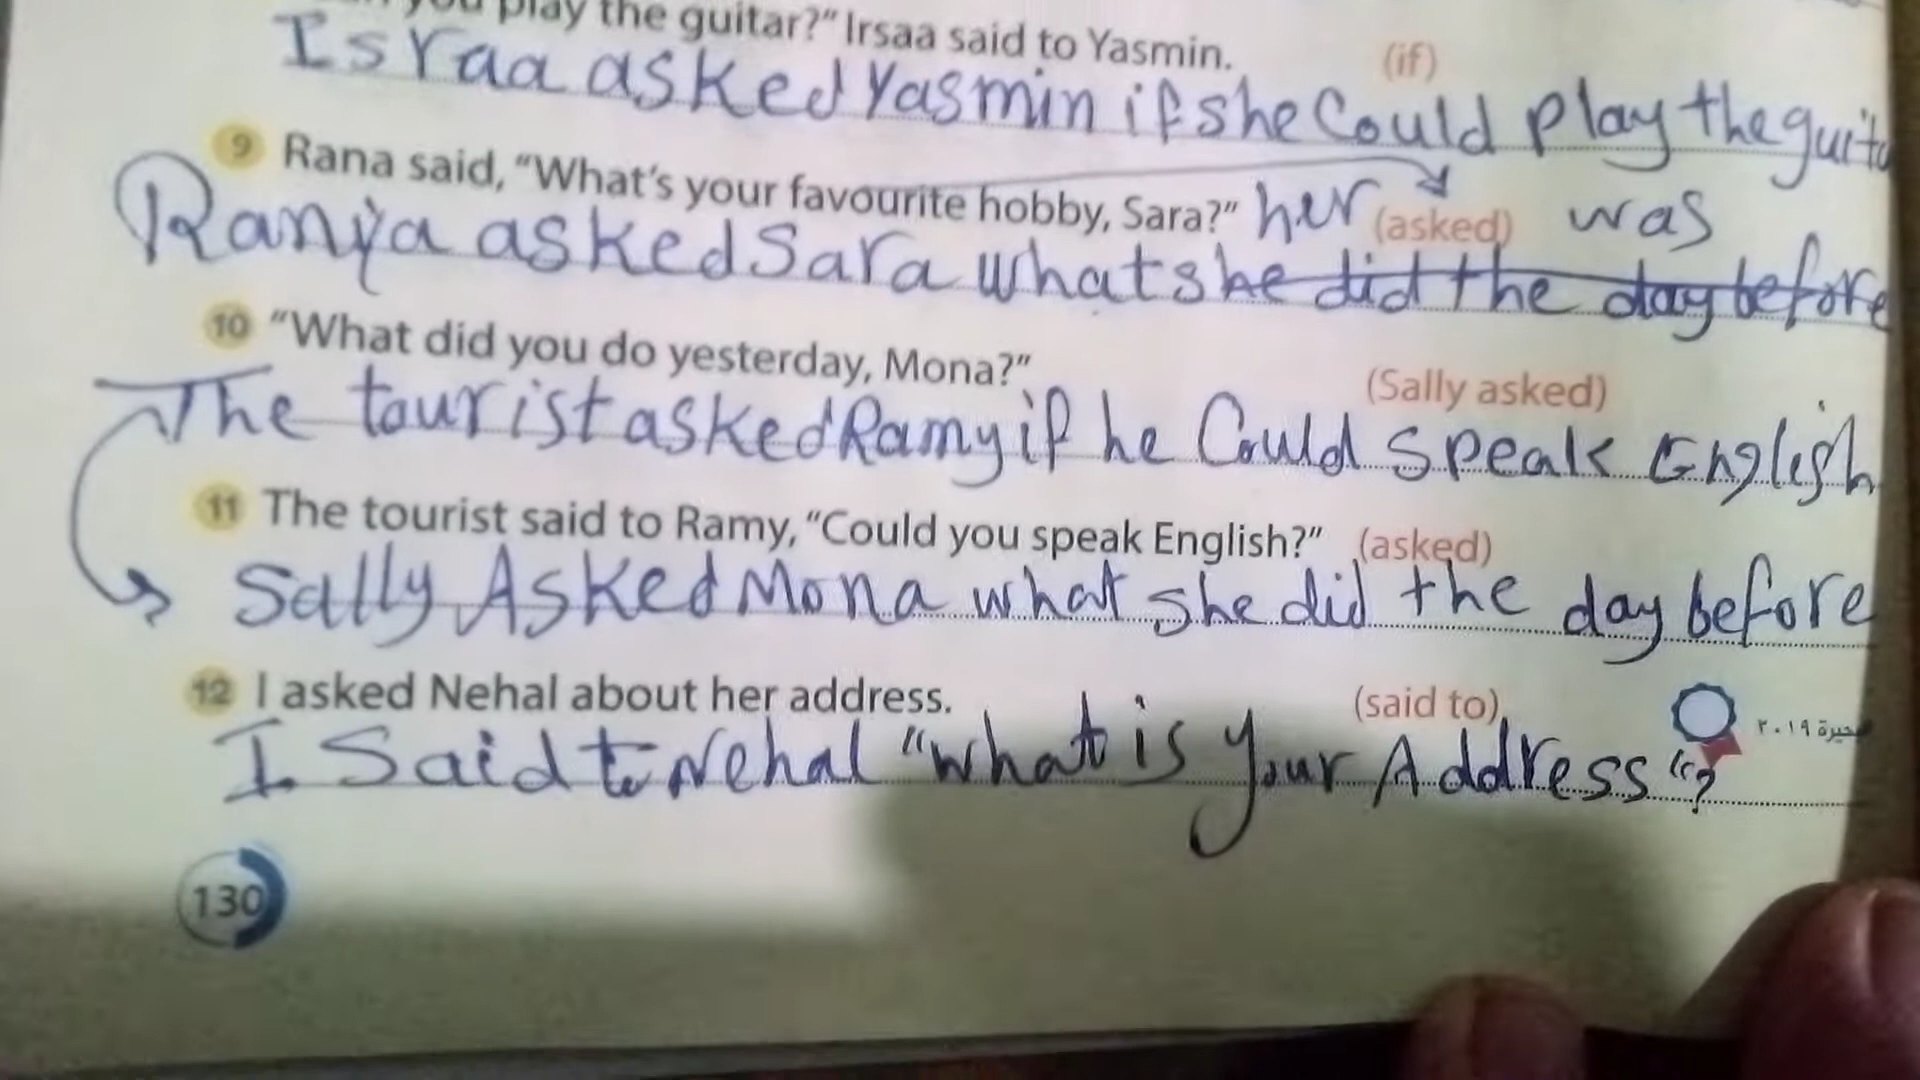 you play the guitar?" Irsaa said to Yasmin. (if)
Israa asked Yasmin if she Could play the guita
9 Rana said, "What's your favourite hobby, Sara?" her (asked) was
Raniya asked Sara what she did the day before
10 "What did you do yesterday, Mona?" (Sally asked)
The tourist asked Ramy if he Could speak English
11 The tourist said to Ramy, "Could you speak English?" (asked)
Sally Asked Mona what she did the day before
12 I asked Nehal about her address. (said to)
٢٠١٩
I Said to Nehal "what is your Address"?
130